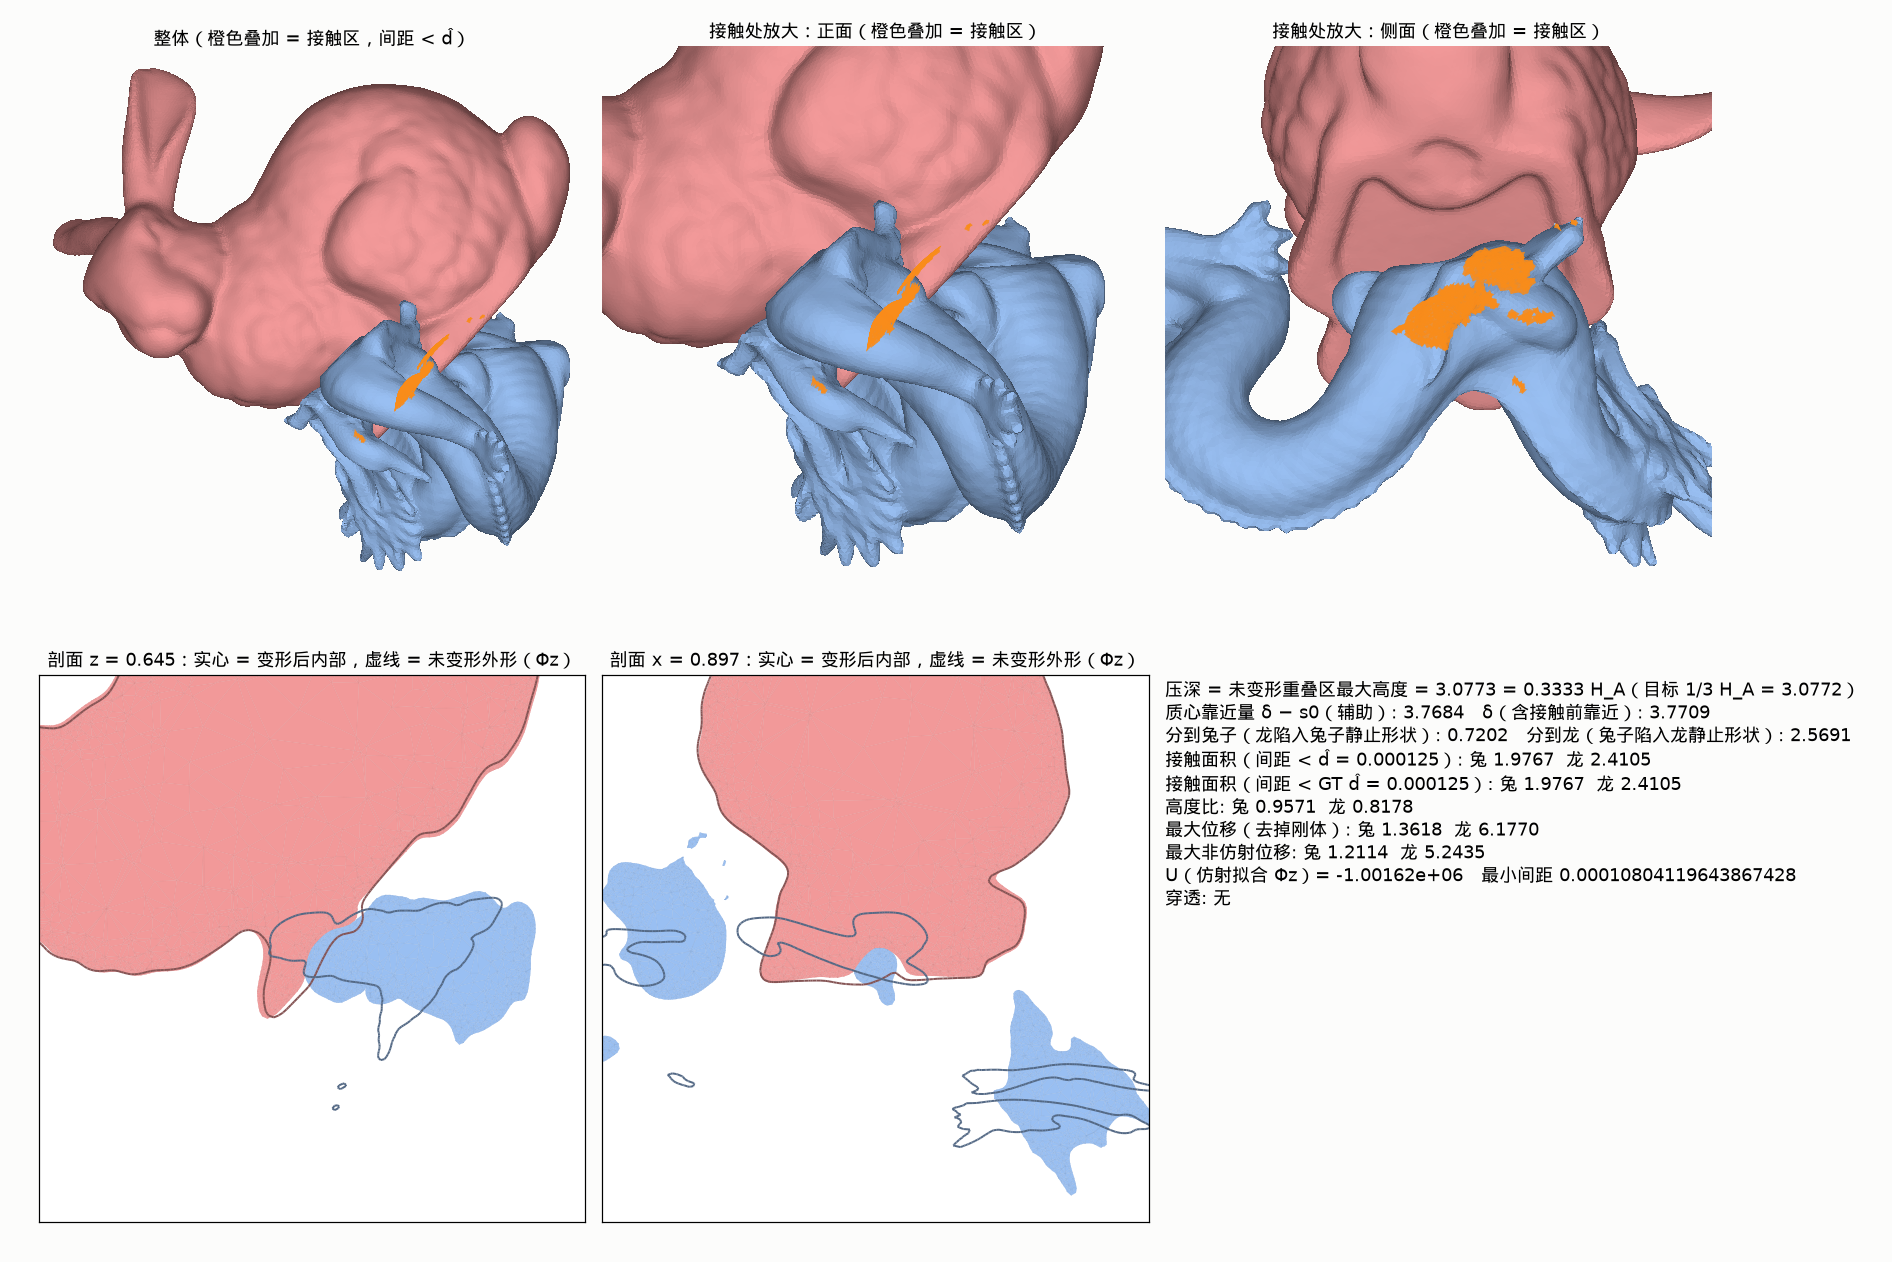 整体（橙色叠加 = 接触区，间距 < d̂）
接触处放大：正面（橙色叠加 = 接触区）
接触处放大：侧面（橙色叠加 = 接触区）
剖面 z = 0.645：实心 = 变形后内部，虚线 = 未变形外形（Φz）
剖面 x = 0.897：实心 = 变形后内部，虚线 = 未变形外形（Φz）
压深 = 未变形重叠区最大高度 = 3.0773 = 0.3333 H_A（目标 1/3 H_A = 3.0772）
质心靠近量 δ − s0（辅助）: 3.7684   δ（含接触前靠近）: 3.7709
分到兔子（龙陷入兔子静止形状）: 0.7202   分到龙（兔子陷入龙静止形状）: 2.5691
接触面积（间距 < d̂ = 0.000125）: 兔 1.9767  龙 2.4105
接触面积（间距 < GT d̂ = 0.000125）: 兔 1.9767  龙 2.4105
高度比: 兔 0.9571  龙 0.8178
最大位移（去掉刚体）: 兔 1.3618  龙 6.1770
最大非仿射位移: 兔 1.2114  龙 5.2435
U（仿射拟合 Φz）= -1.00162e+06   最小间距 0.00010804119643867428
穿透: 无